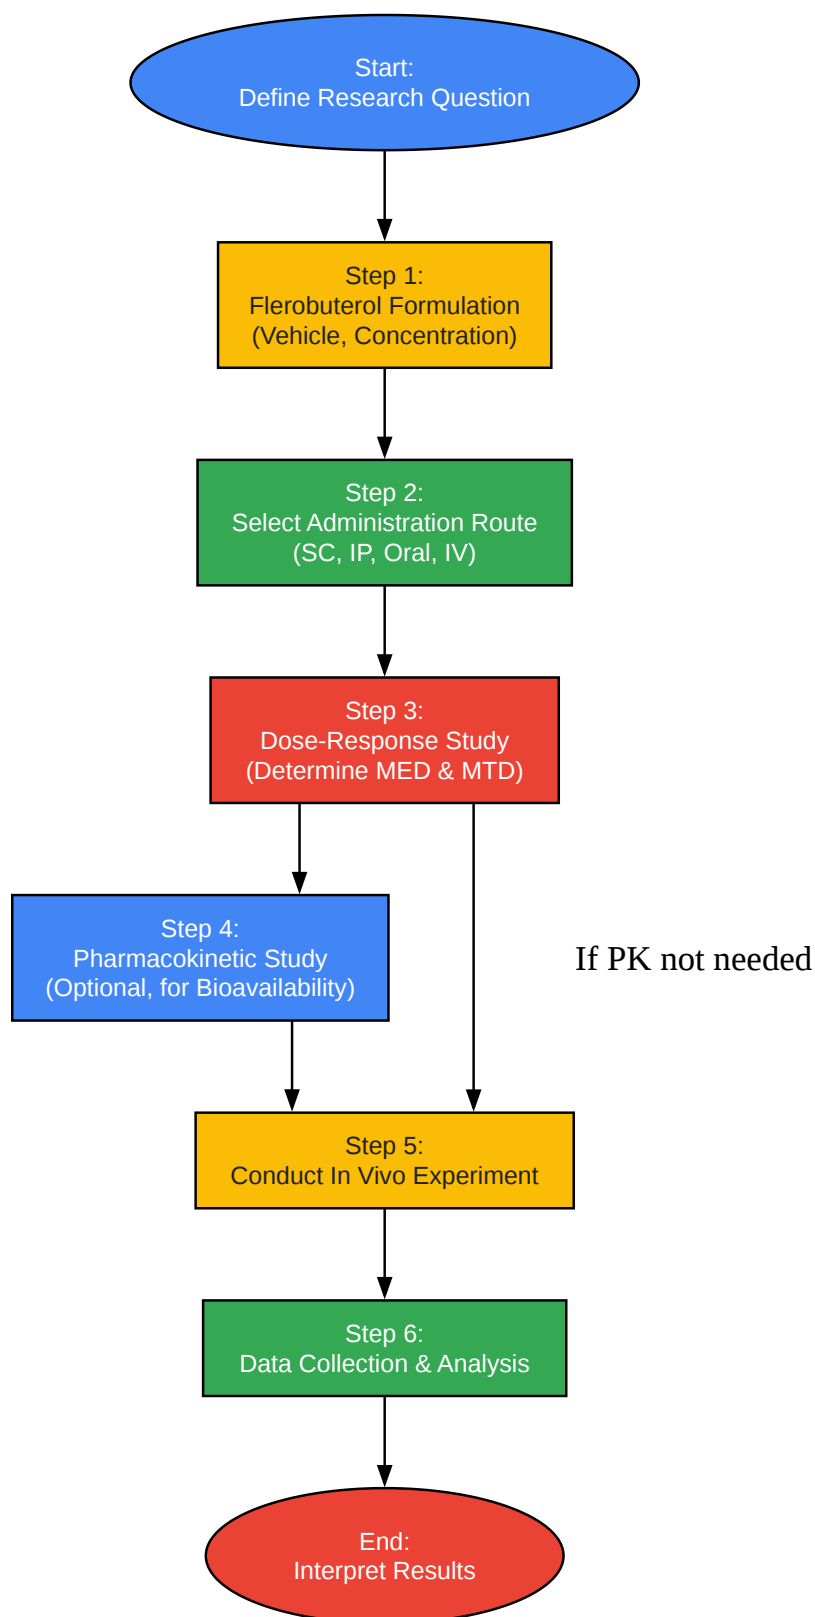 Start:
Define Research Question
Step 1:
Flerobuterol Formulation
(Vehicle, Concentration)
Step 2:
Select Administration Route
(SC, IP, Oral, IV)
Step 3:
Dose-Response Study
(Determine MED & MTD)
Step 4:
Pharmacokinetic Study
(Optional, for Bioavailability)
If PK not needed
Step 5:
Conduct In Vivo Experiment
Step 6:
Data Collection & Analysis
End:
Interpret Results